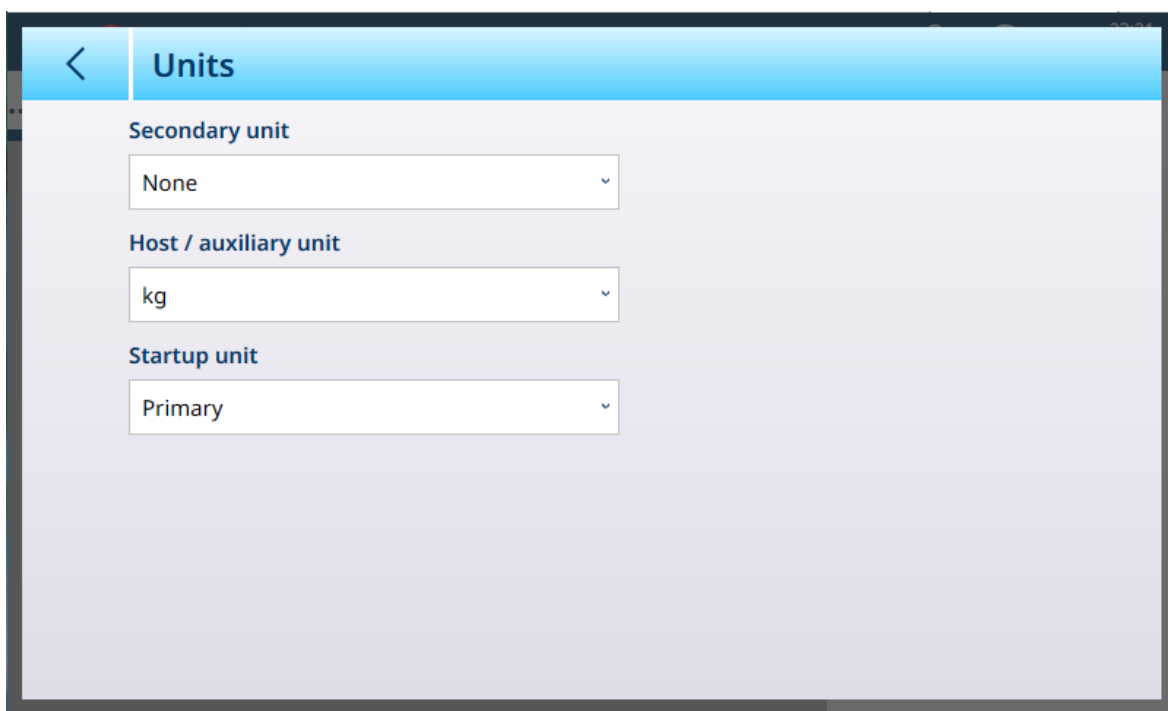 Units
Secondary unit
None
Host / auxiliary unit
kg
Startup unit
Primary